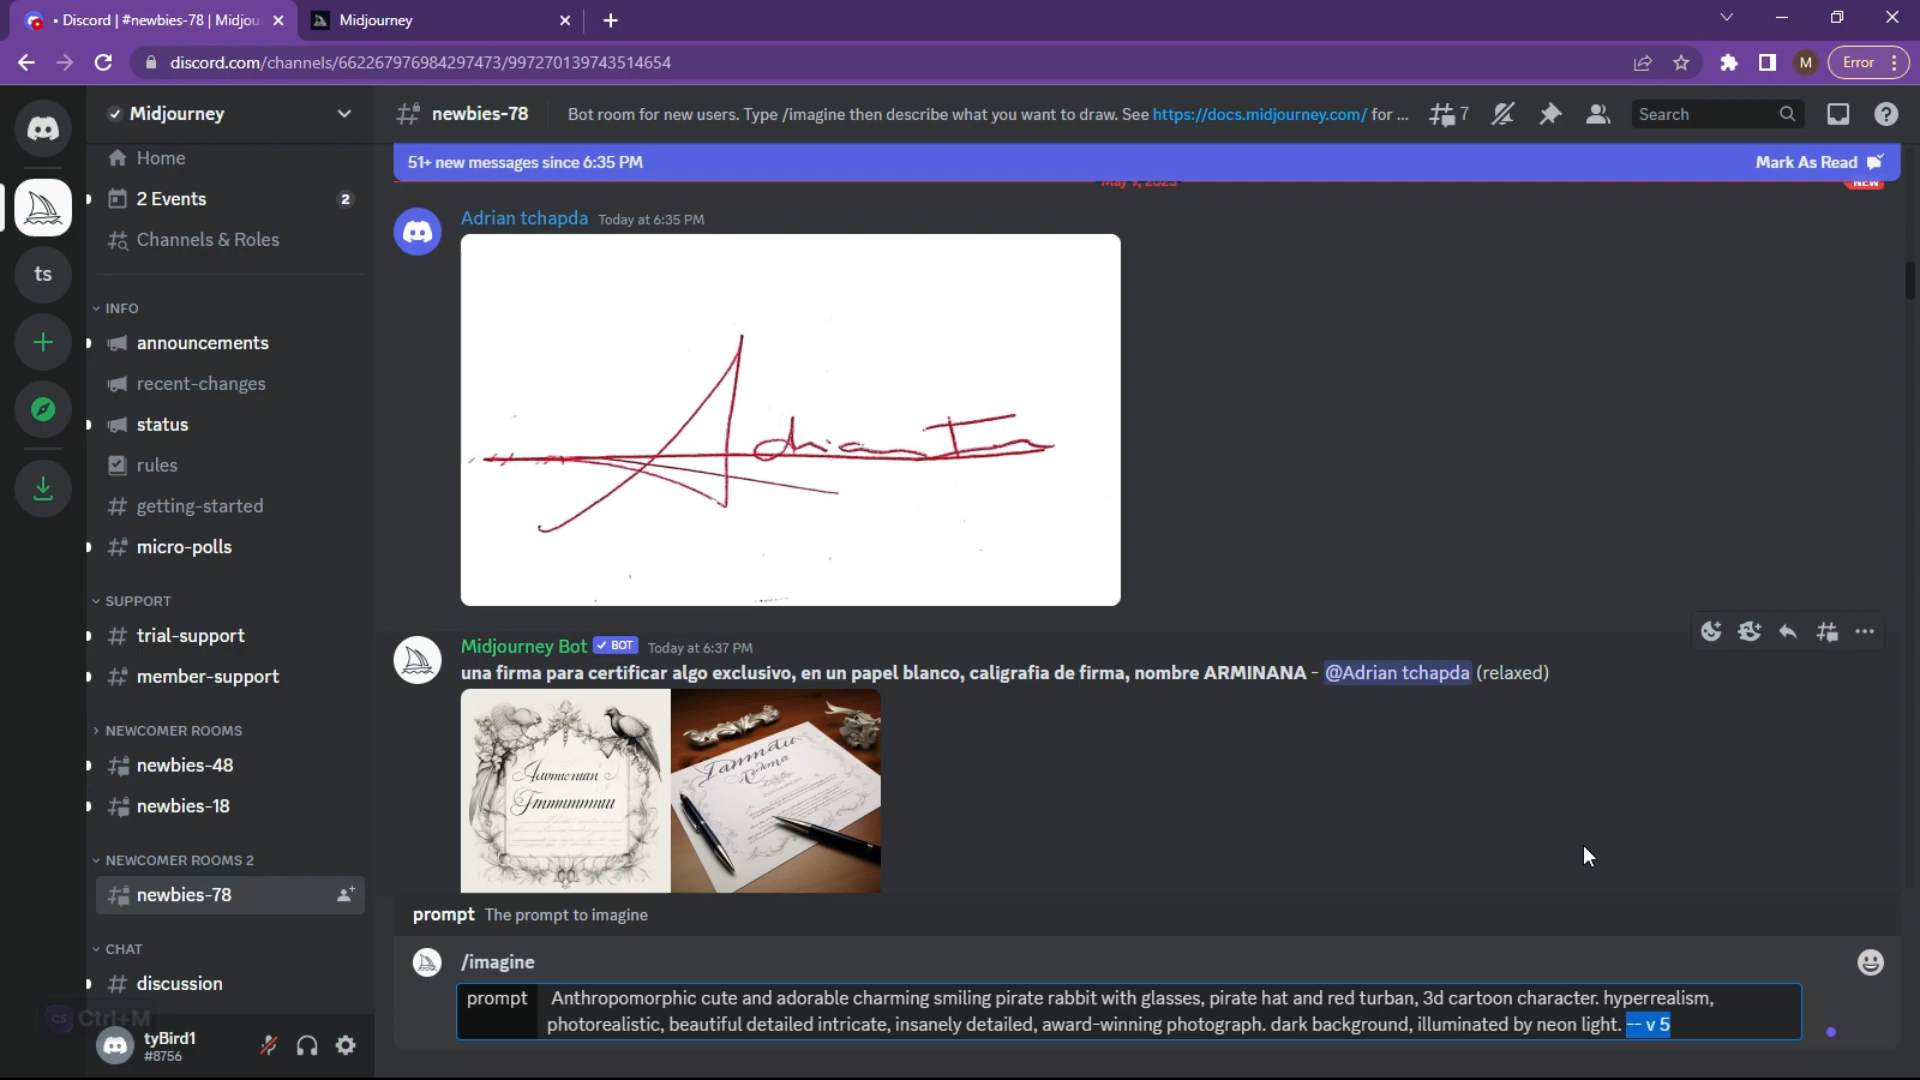 • Discord | #newbies-78 | Midjou
Midjourney
discord.com/channels/662267976984297473/997270139743514654
M
Error
Midjourney
newbies-78
Bot room for new users. Type /imagine then describe what you want to draw. See https://docs.midjourney.com/ for ...
7
Search
51+ new messages since 6:35 PM
Mark As Read
May 9, 2023
NEW
Home
2 Events
2
Channels & Roles
ts
INFO
announcements
recent-changes
status
rules
getting-started
micro-polls
SUPPORT
trial-support
member-support
NEWCOMER ROOMS
newbies-48
newbies-18
NEWCOMER ROOMS 2
newbies-78
CHAT
discussion
CS Ctrl+M
tyBird1
#8756
Adrian tchapda Today at 6:35 PM
Midjourney Bot BOT Today at 6:37 PM
una firma para certificar algo exclusivo, en un papel blanco, caligrafia de firma, nombre ARMINANA - @Adrian tchapda (relaxed)
prompt The prompt to imagine
/imagine
prompt Anthropomorphic cute and adorable charming smiling pirate rabbit with glasses, pirate hat and red turban, 3d cartoon character. hyperrealism,
photorealistic, beautiful detailed intricate, insanely detailed, award-winning photograph. dark background, illuminated by neon light. -- v 5